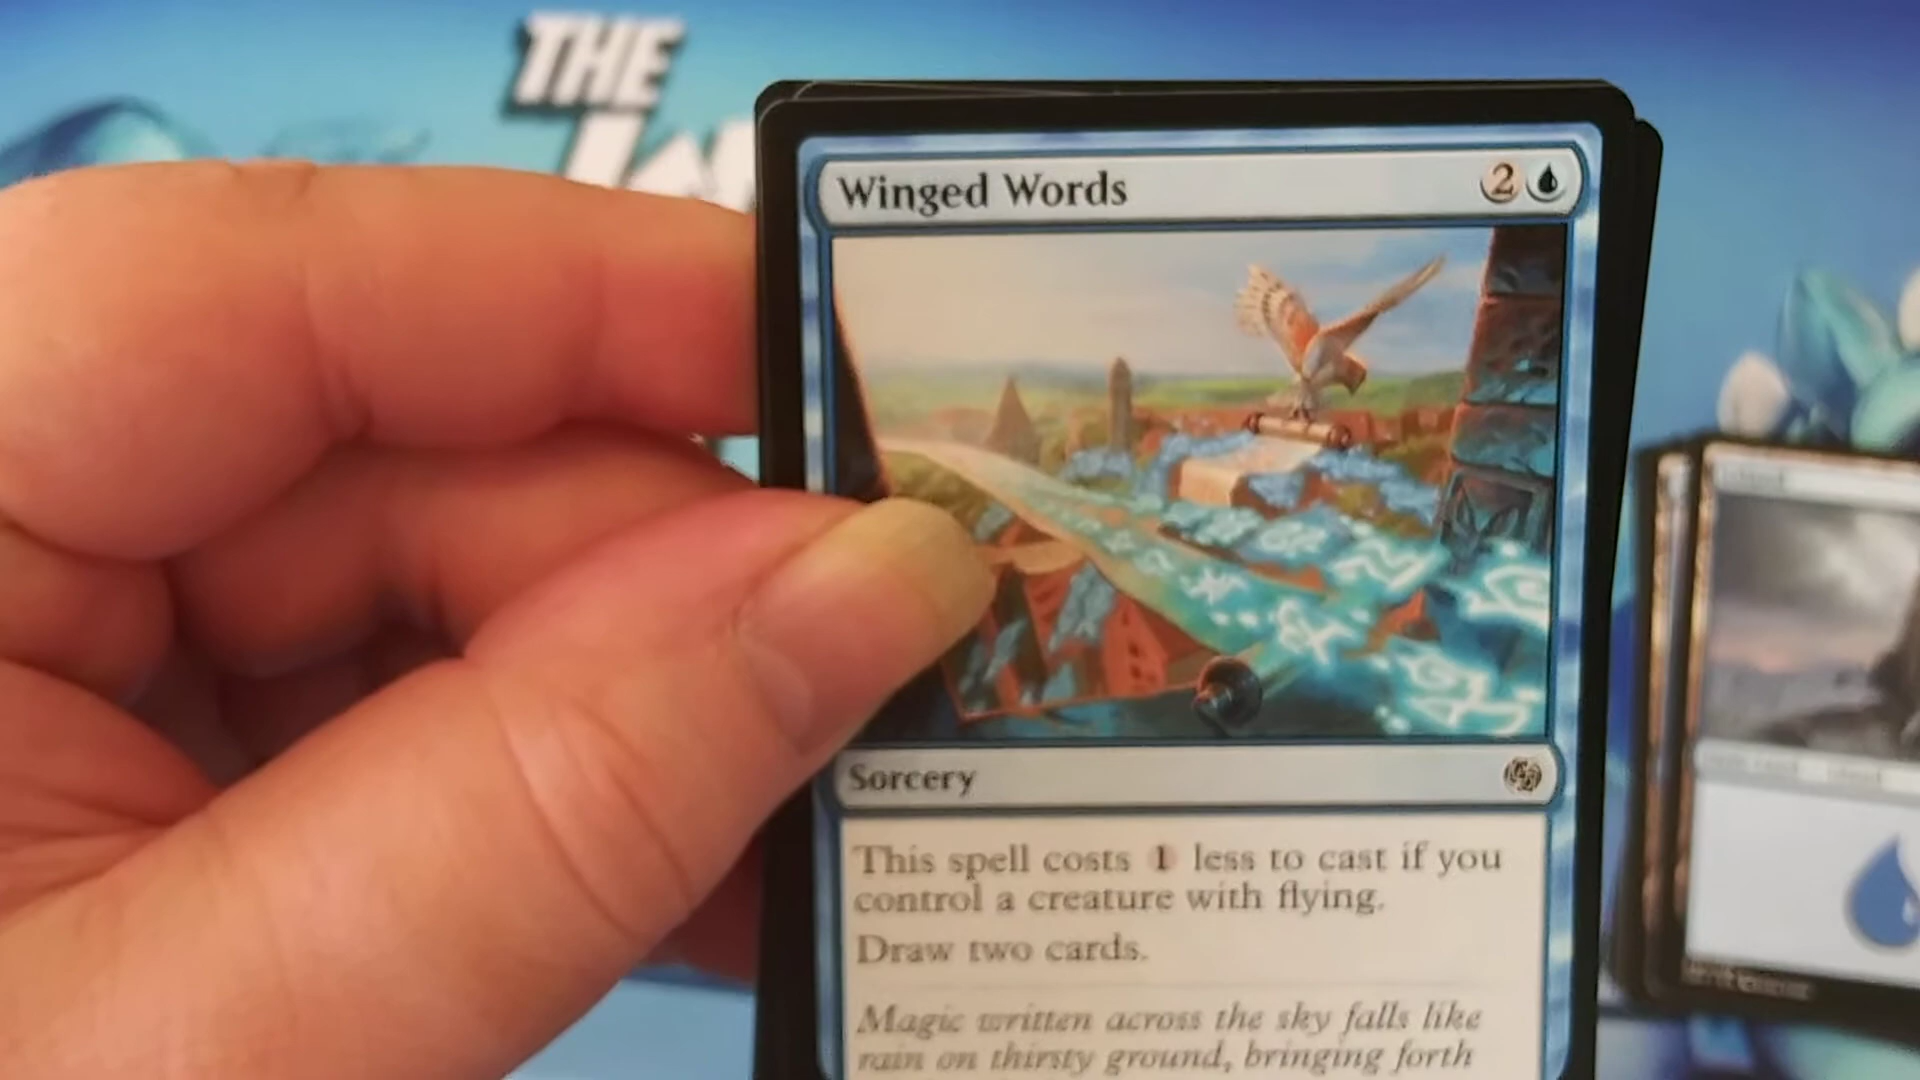 THE
Winged Words 2
Sorcery
This spell costs 1 less to cast if you
control a creature with flying.
Draw two cards.
Magic written across the sky falls like
rain on thirsty ground, bringing forth